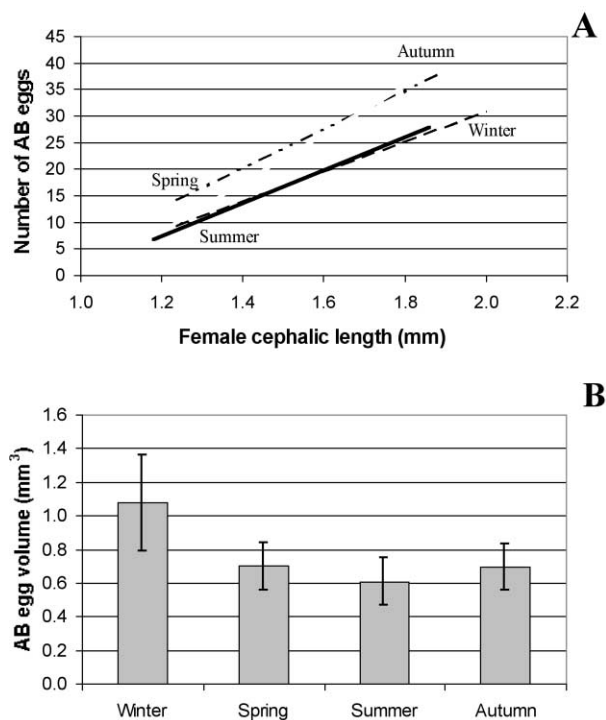 A
45
40
35
30
25
20
15
10
5
0
Number of AB eggs
Autumn
Winter
Spring
Summer
1.0 1.2 1.4 1.6 1.8 2.0 2.2
Female cephalic length (mm)
B
1.6
1.4
1.2
1.0
0.8
0.6
0.4
0.2
0.0
AB egg volume (mm³)
Winter Spring Summer Autumn